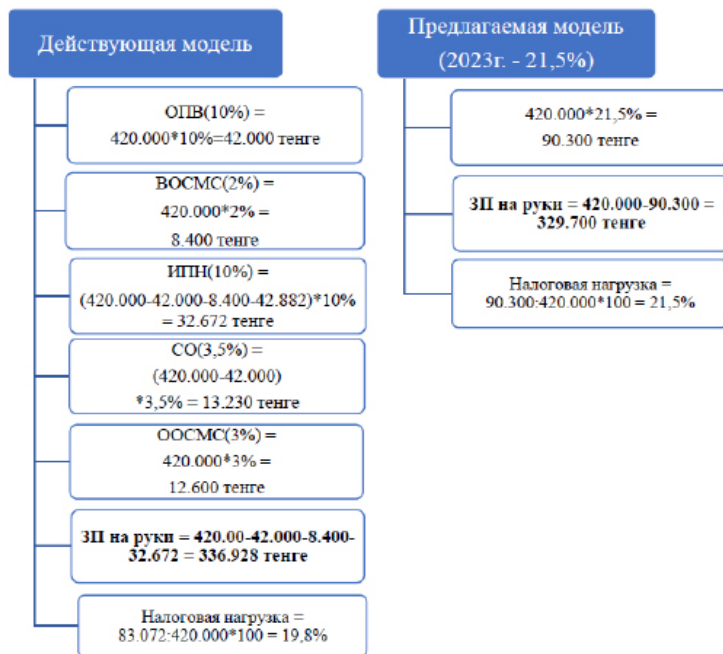 Действующая модель
ОПВ(10%) =
420.000*10%=42.000 тенге
ВОСМС(2%) =
420.000*2% =
8.400 тенге
ИПН(10%) =
(420.000-42.000-8.400-42.882)*10%
= 32.672 тенге
СО(3,5%) =
(420.000-42.000)
*3,5% = 13.230 тенге
ООСМС(3%) =
420.000*3% =
12.600 тенге
ЗП на руки = 420.00-42.000-8.400-
32.672 = 336.928 тенге
Налоговая нагрузка =
83.072:420.000*100 = 19,8%
Предлагаемая модель
(2023г. - 21,5%)
420.000*21,5% =
90.300 тенге
ЗП на руки = 420.000-90.300 =
329.700 тенге
Налоговая нагрузка =
90.300:420.000*100 = 21,5%